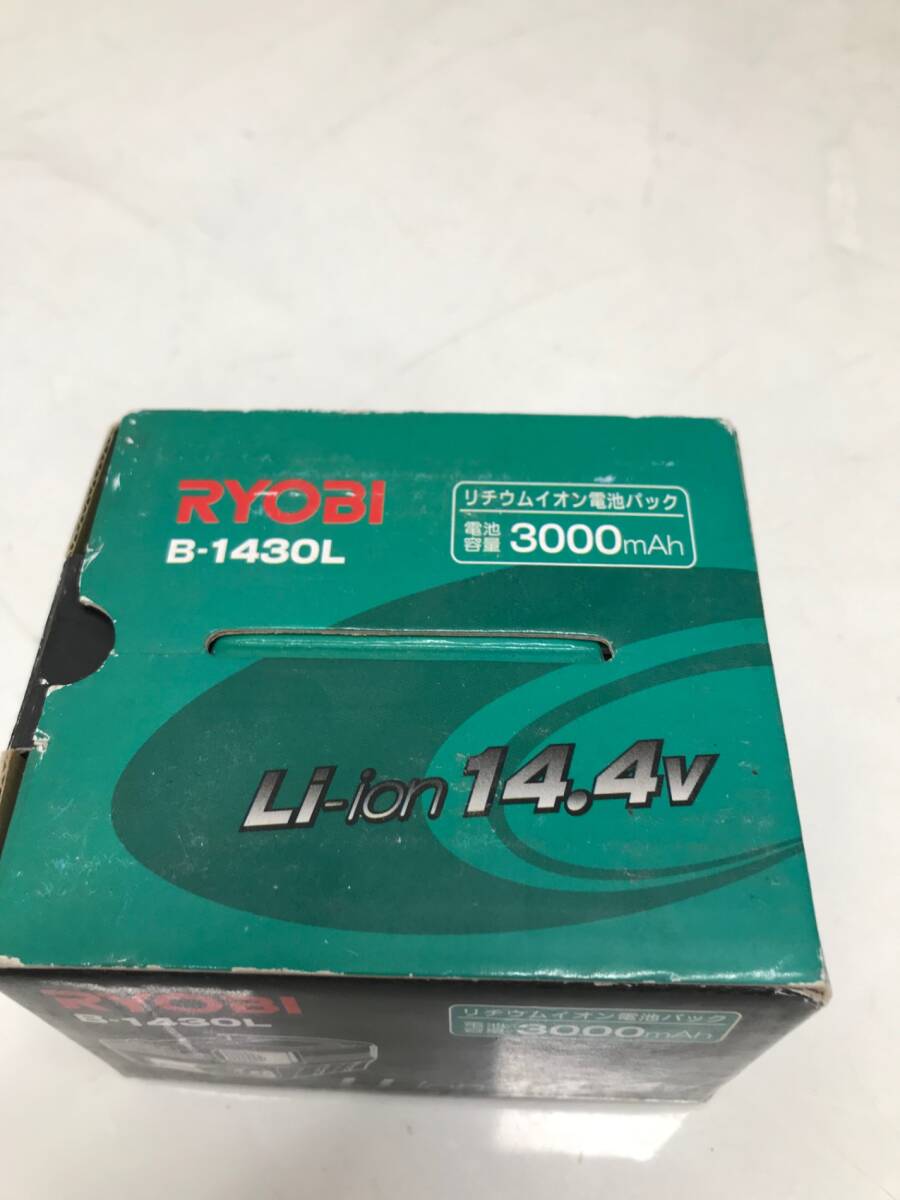 RYOBI
B-1430L
リチウムイオン電池パック
電池容量 3000mAh
Li-ion 14.4V
RYOBI
B-1430L
リチウムイオン電池パック
3000mAh